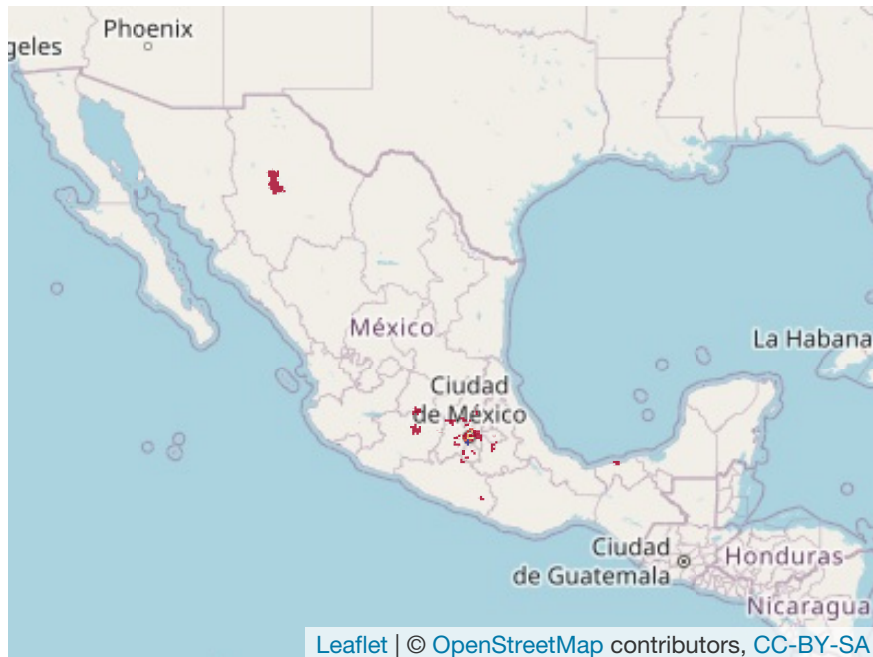 Phoenix
geles
La Habana
México
Ciudad
de México
Ciudad
de Guatemala
Honduras
Nicaragua
Leaflet | © OpenStreetMap contributors, CC-BY-SA